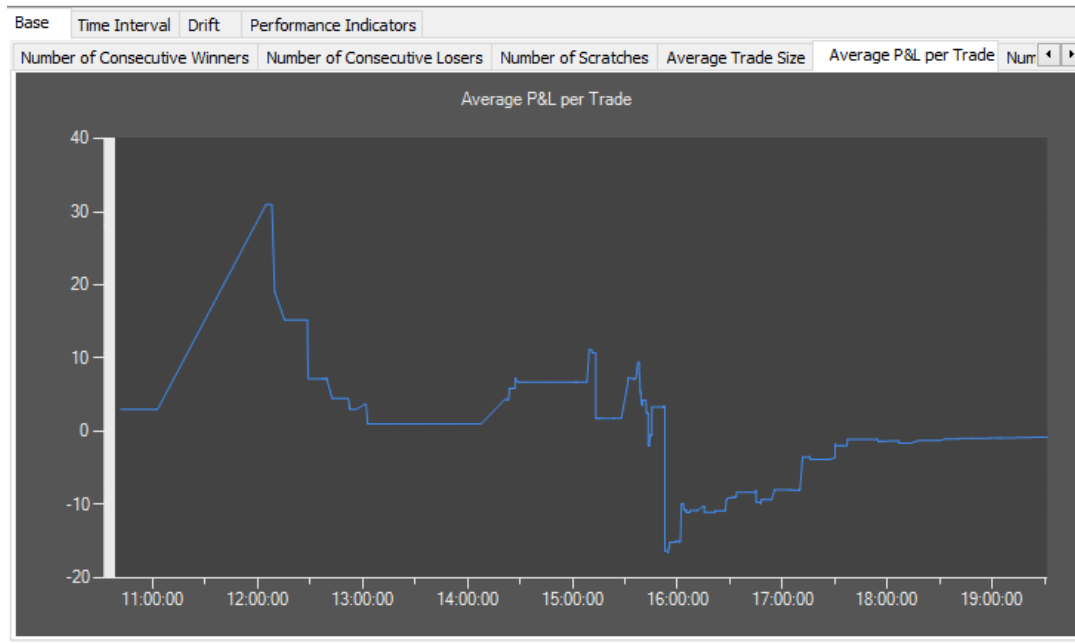 Base Time Interval Drift Performance Indicators
Number of Consecutive Winners Number of Consecutive Losers Number of Scratches Average Trade Size Average P&L per Trade Num
Average P&L per Trade
40
30
20
10
0
-10
-20
11:00:00 12:00:00 13:00:00 14:00:00 15:00:00 16:00:00 17:00:00 18:00:00 19:00:00